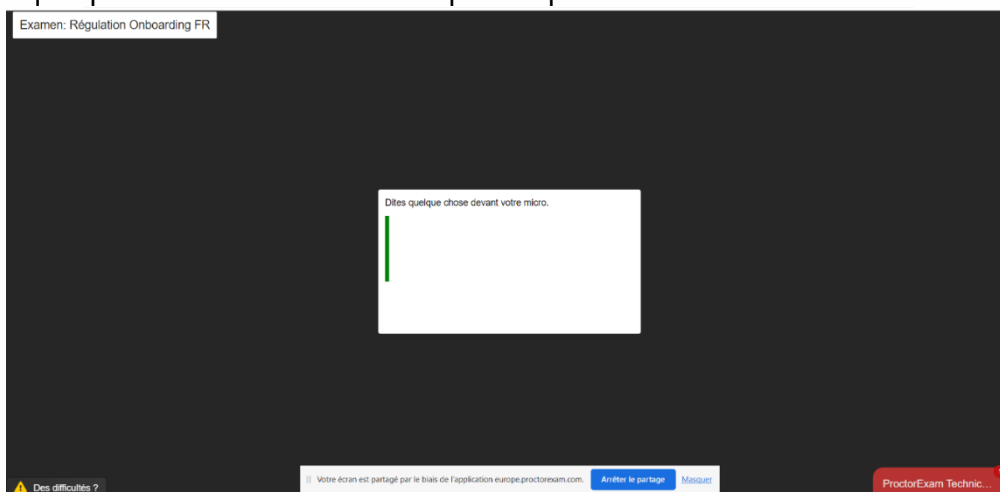 Examen: Régulation Onboarding FR
Dites quelque chose devant votre micro.
Votre écran est partagé par le biais de l'application europe.proctorexam.com.
Arrêter le partage
Masquer
Des difficultés ?
ProctorExam Technic...